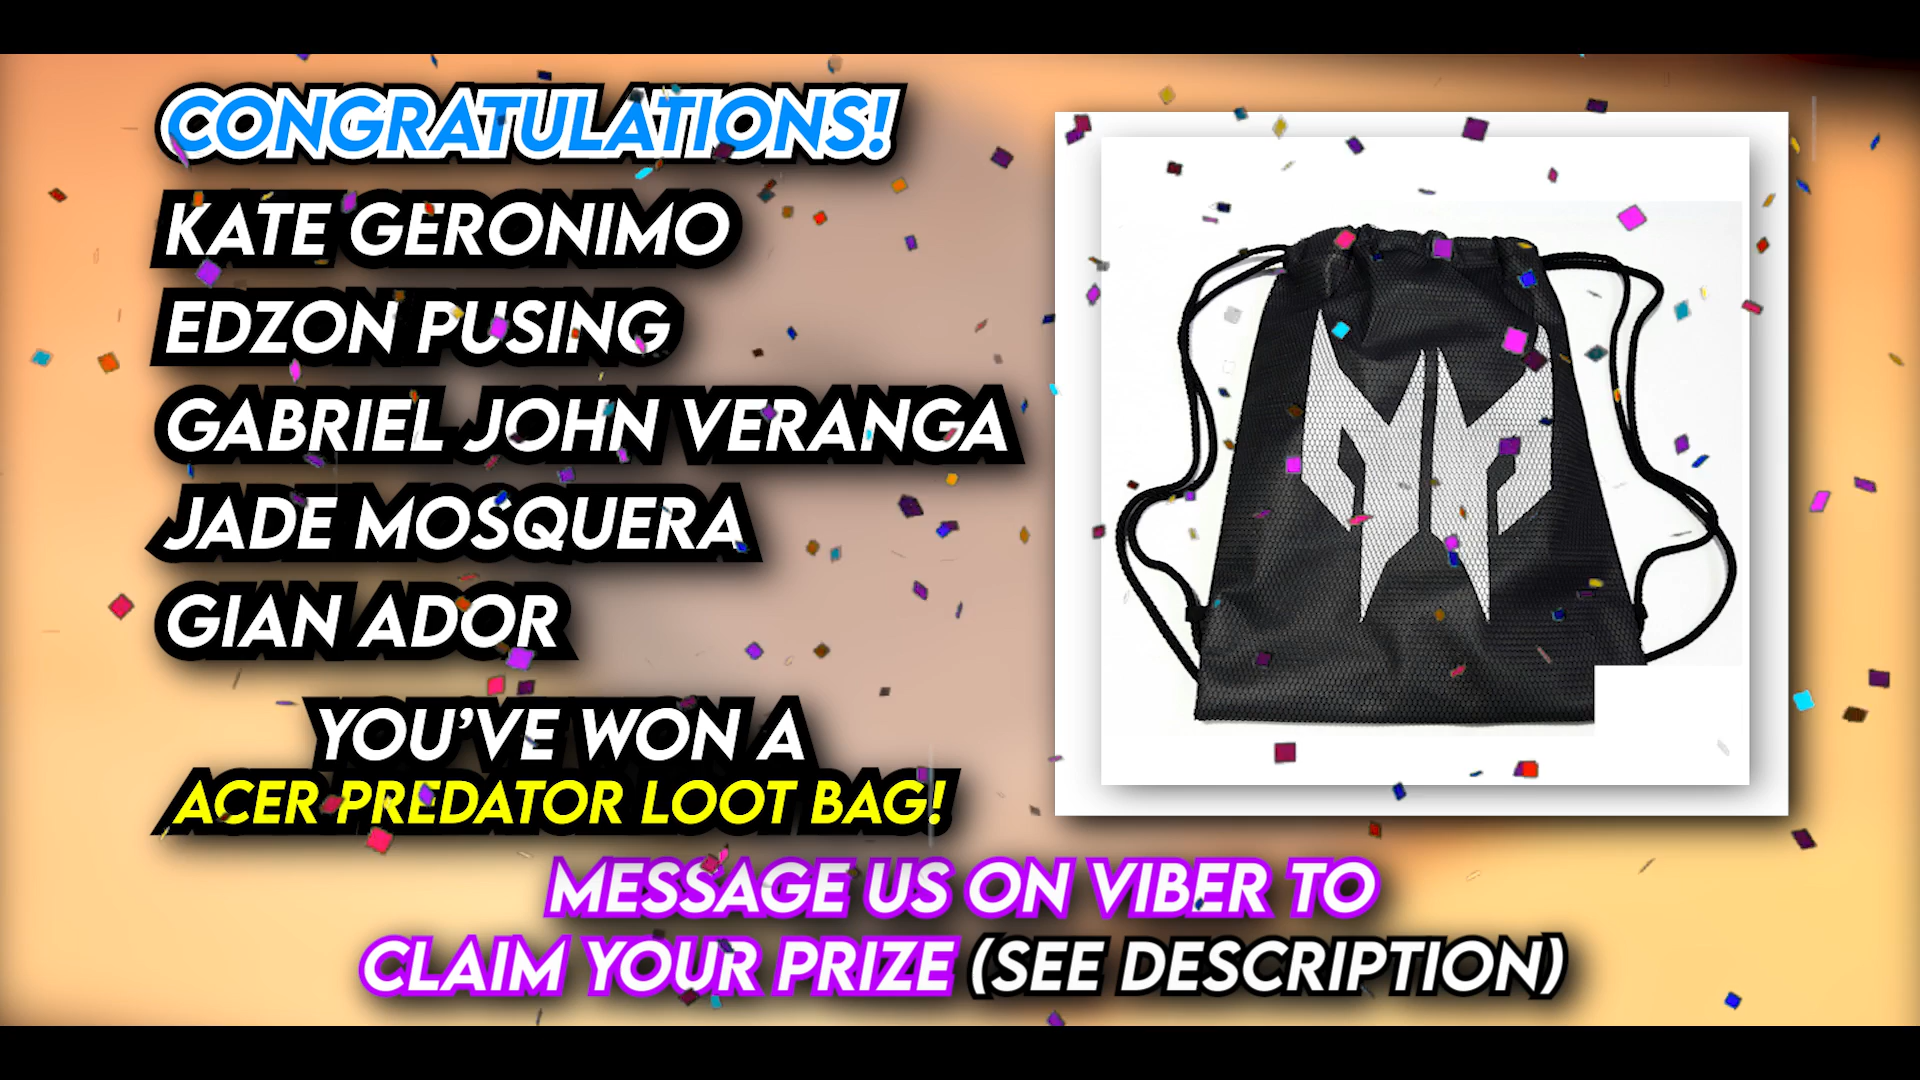 CONGRATULATIONS!
KATE GERONIMO
EDZON PUSING
GABRIEL JOHN VERANGA
JADE MOSQUERA
GIAN ADOR
YOU'VE WON A
ACER PREDATOR LOOT BAG!
MESSAGE US ON VIBER TO
CLAIM YOUR PRIZE (SEE DESCRIPTION)